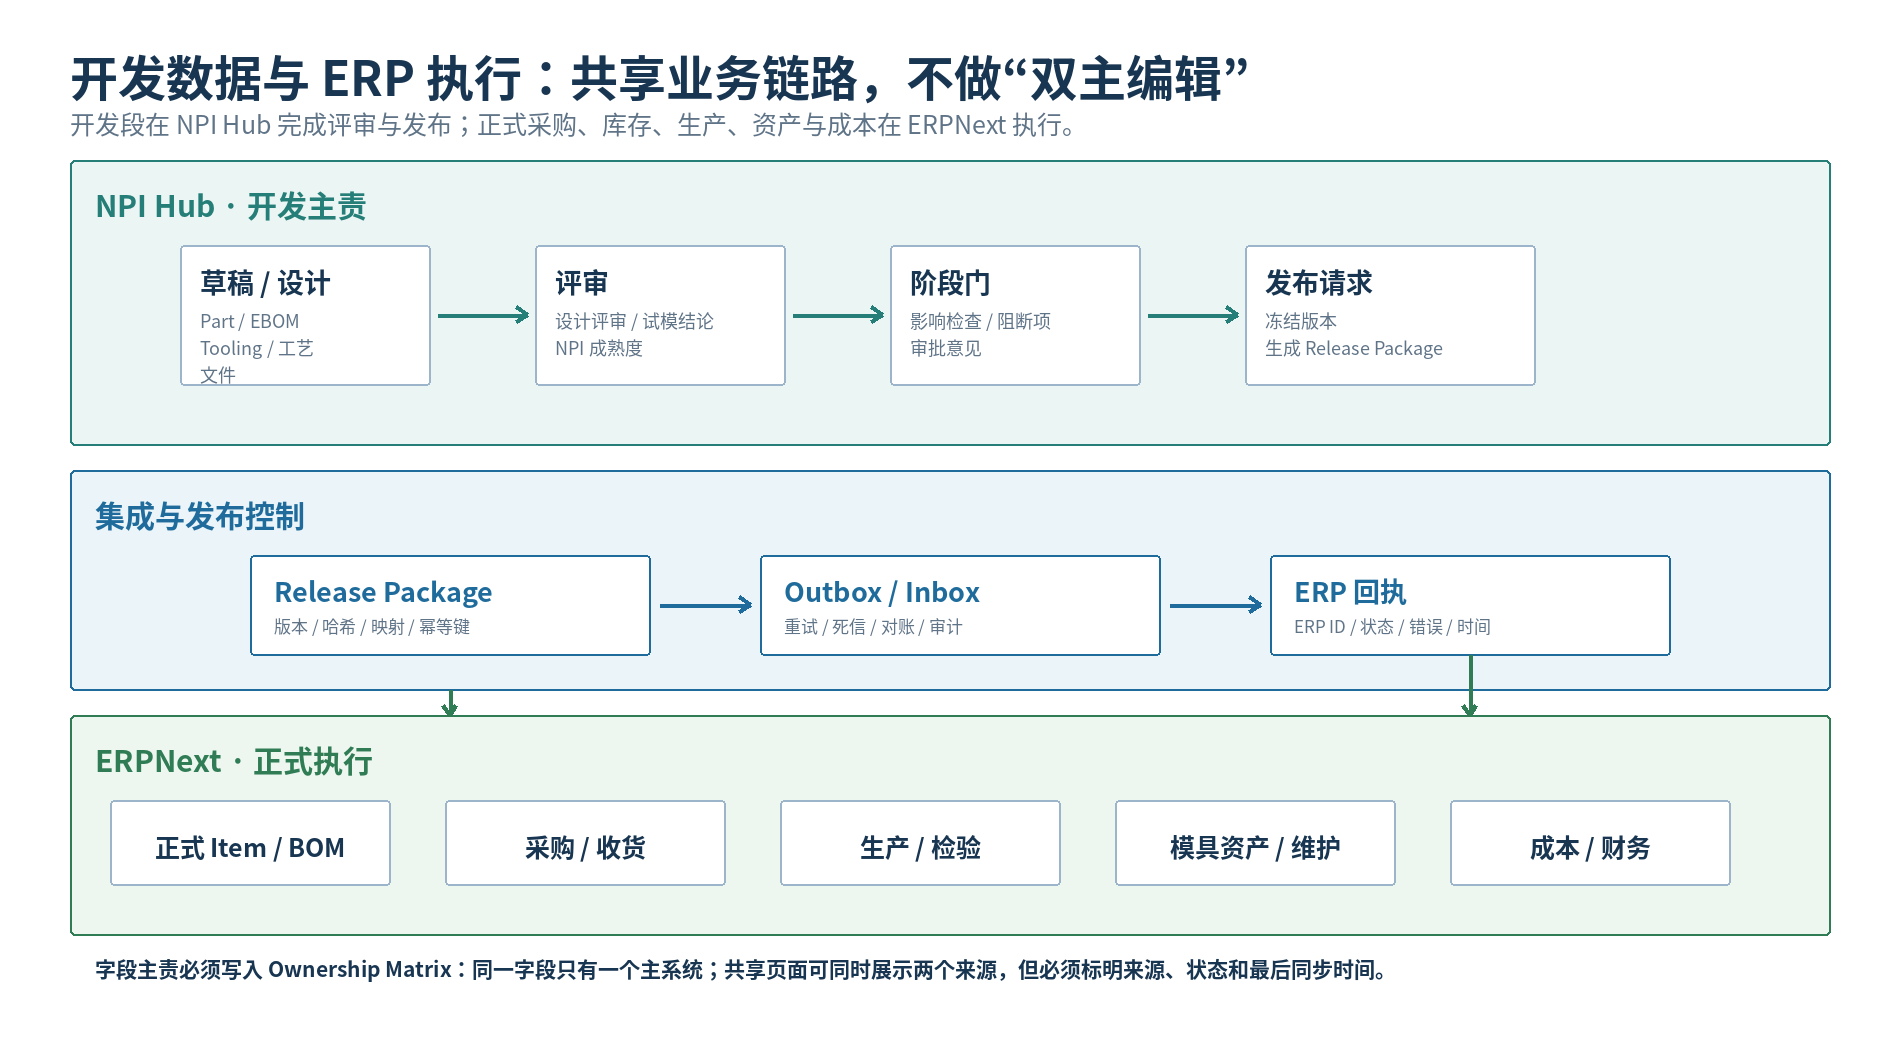 开发数据与 ERP 执行：共享业务链路，不做“双主编辑”
开发段在 NPI Hub 完成评审与发布；正式采购、库存、生产、资产与成本在 ERPNext 执行。
NPI Hub · 开发主责
草稿 / 设计
Part / EBOM
Tooling / 工艺
文件
评审
设计评审 / 试模结论
NPI 成熟度
阶段门
影响检查 / 阻断项
审批意见
发布请求
冻结版本
生成 Release Package
集成与发布控制
Release Package
版本 / 哈希 / 映射 / 幂等键
Outbox / Inbox
重试 / 死信 / 对账 / 审计
ERP 回执
ERP ID / 状态 / 错误 / 时间
ERPNext · 正式执行
正式 Item / BOM
采购 / 收货
生产 / 检验
模具资产 / 维护
成本 / 财务
字段主责必须写入 Ownership Matrix：同一字段只有一个主系统；共享页面可同时展示两个来源，但必须标明来源、状态和最后同步时间。